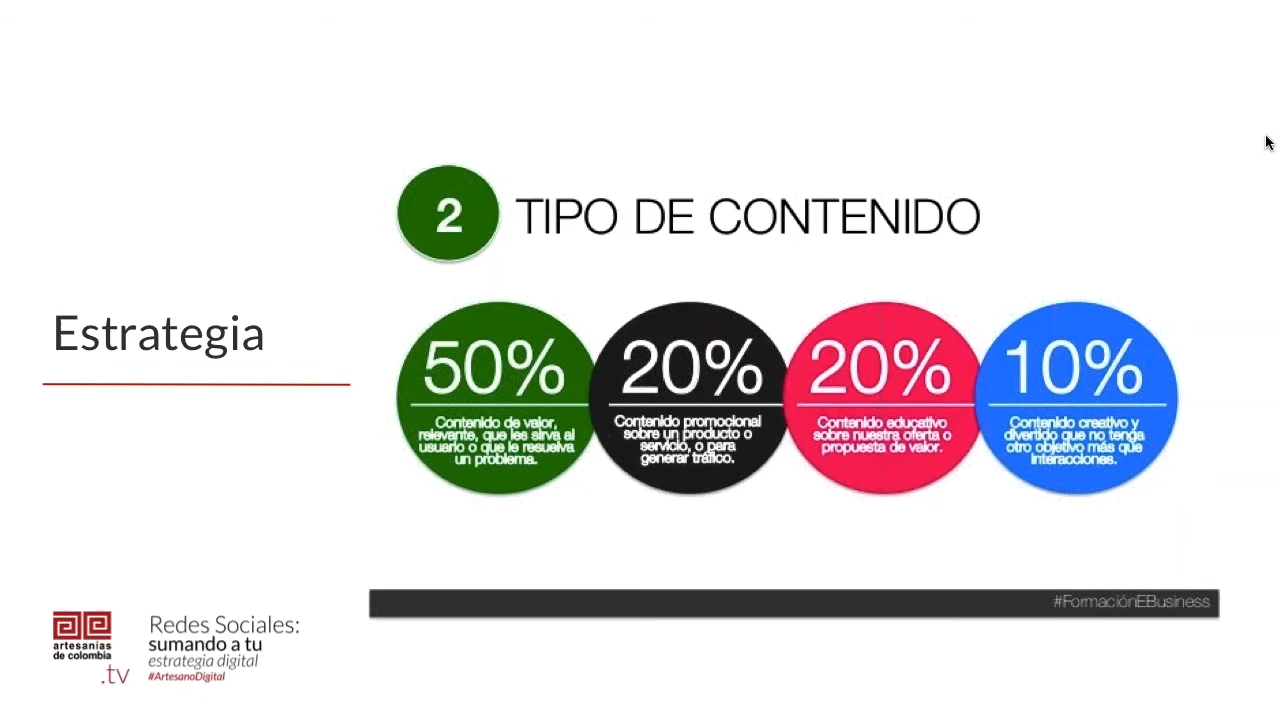 2
TIPO DE CONTENIDO
Estrategia
50%
Contenido de valor,
relevante, que les sirva al
usuario o que le resuelva
un problema.
20%
Contenido promocional
sobre un producto o
servicio, o para
generar tráfico.
20%
Contenido educativo
sobre nuestra oferta o
propuesta de valor.
10%
Contenido creativo y
divertido que no tenga
otro objetivo más que
interacciones.
#FormaciónEBusiness
artesanías
de colombia
.tv
Redes Sociales:
sumando a tu
estrategia digital
#ArtesanoDigital